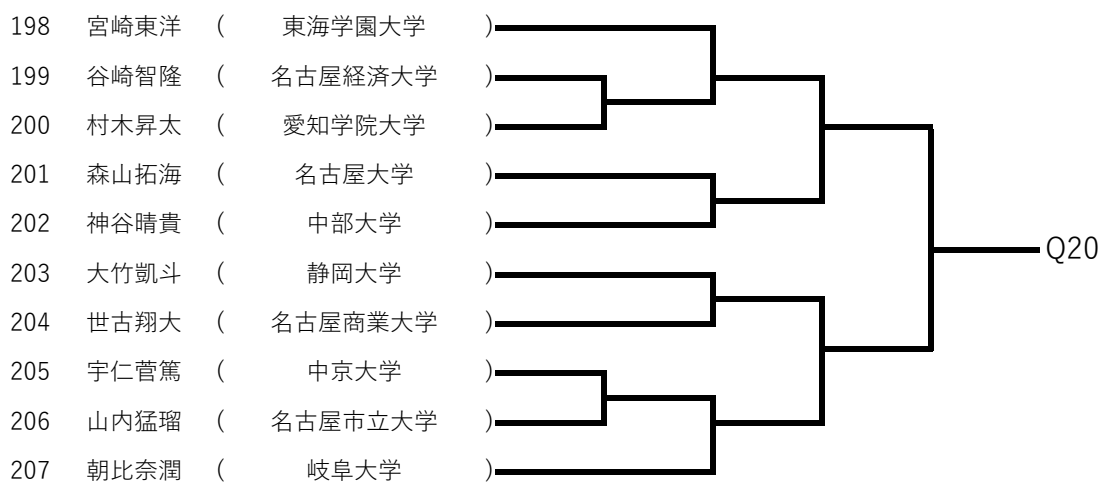 198 宮崎東洋 ( 東海学園大学 )
199 谷崎智隆 ( 名古屋経済大学 )
200 村木昇太 ( 愛知学院大学 )
201 森山拓海 ( 名古屋大学 )
202 神谷晴貴 ( 中部大学 )
Q20
203 大竹凱斗 ( 静岡大学 )
204 世古翔大 ( 名古屋商業大学 )
205 宇仁菅篤 ( 中京大学 )
206 山内猛瑠 ( 名古屋市立大学 )
207 朝比奈潤 ( 岐阜大学 )